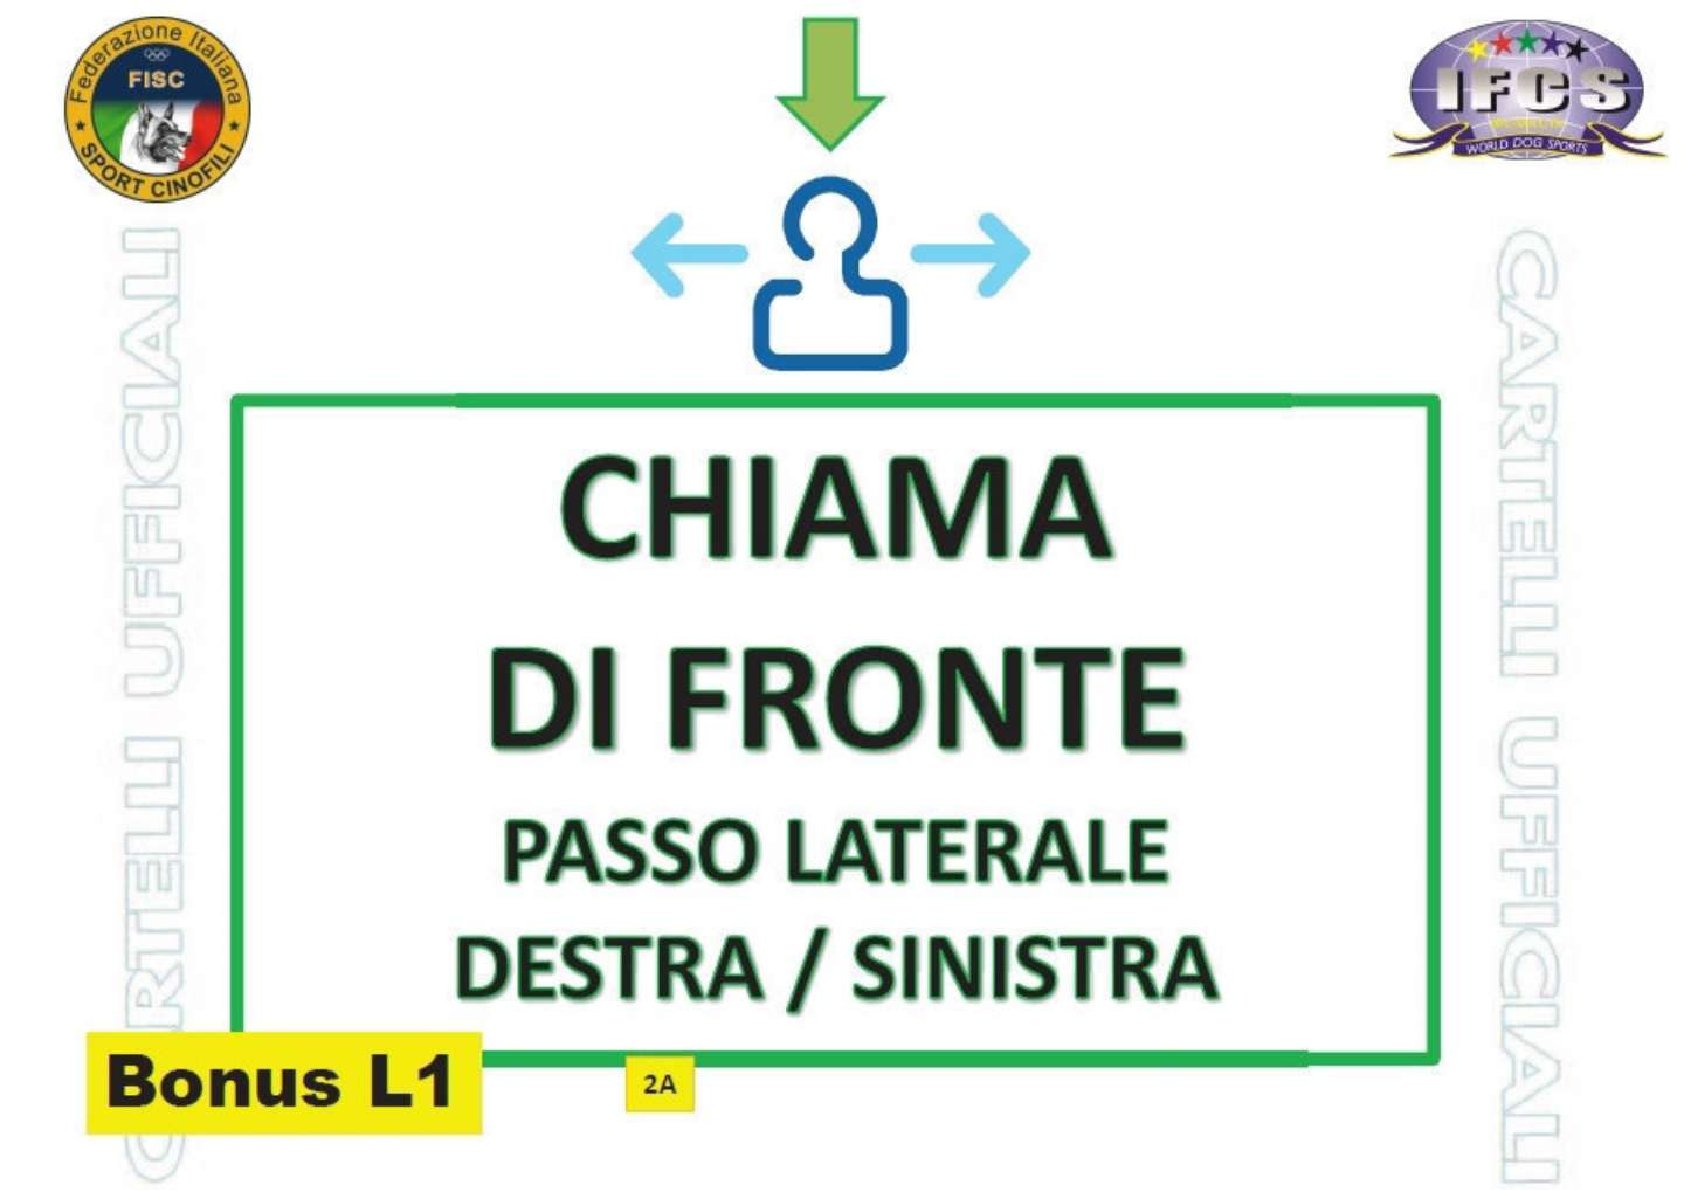 Federazione Italiana
FISC
SPORT CINOFILI
IFCS
WORLD DOG SPORTS
CARTELLI UFFICIALI
CARTELLI UFFICIALI
CHIAMA
DI FRONTE
PASSO LATERALE
DESTRA / SINISTRA
Bonus L1
2A